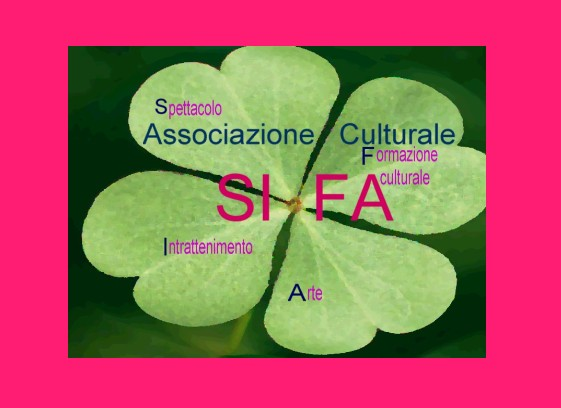 Spettacolo
Associazione Culturale
Formazione
culturale
SI FA
Intrattenimento
Arte